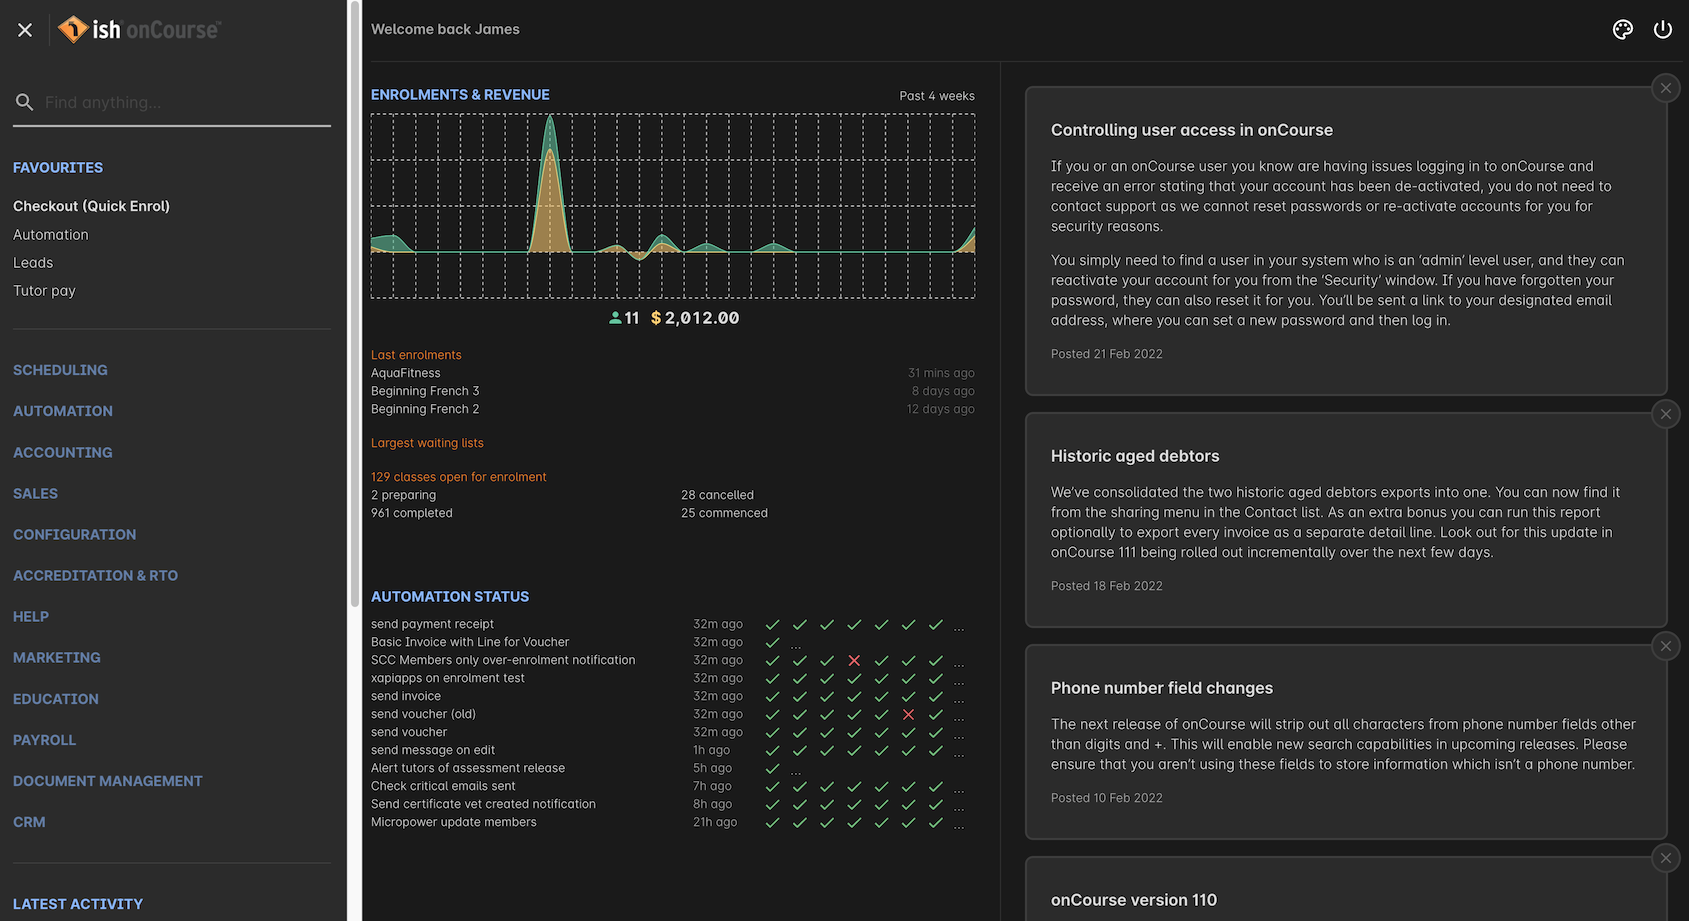 ish onCourse™
Find anything...
FAVOURITES
Checkout (Quick Enrol)
Automation
Leads
Tutor pay
SCHEDULING
AUTOMATION
ACCOUNTING
SALES
CONFIGURATION
ACCREDITATION & RTO
HELP
MARKETING
EDUCATION
PAYROLL
DOCUMENT MANAGEMENT
CRM
LATEST ACTIVITY
Welcome back James
ENROLMENTS & REVENUE Past 4 weeks
11 $ 2,012.00
Last enrolments
AquaFitness 31 mins ago
Beginning French 3 8 days ago
Beginning French 2 12 days ago
Largest waiting lists
129 classes open for enrolment
2 preparing 28 cancelled
961 completed 25 commenced
AUTOMATION STATUS
send payment receipt 32m ago ...
Basic Invoice with Line for Voucher 32m ago ...
SCC Members only over-enrolment notification 32m ago ...
xapiapps on enrolment test 32m ago ...
send invoice 32m ago ...
send voucher (old) 32m ago ...
send voucher 32m ago ...
send message on edit 1h ago ...
Alert tutors of assessment release 5h ago ...
Check critical emails sent 7h ago ...
Send certificate vet created notification 8h ago ...
Micropower update members 21h ago ...
Controlling user access in onCourse
If you or an onCourse user you know are having issues logging in to onCourse and
receive an error stating that your account has been de-activated, you do not need to
contact support as we cannot reset passwords or re-activate accounts for you for
security reasons.
You simply need to find a user in your system who is an ‘admin’ level user, and they can
reactivate your account for you from the ‘Security’ window. If you have forgotten your
password, they can also reset it for you. You’ll be sent a link to your designated email
address, where you can set a new password and then log in.
Posted 21 Feb 2022
Historic aged debtors
We’ve consolidated the two historic aged debtors exports into one. You can now find it
from the sharing menu in the Contact list. As an extra bonus you can run this report
optionally to export every invoice as a separate detail line. Look out for this update in
onCourse 111 being rolled out incrementally over the next few days.
Posted 18 Feb 2022
Phone number field changes
The next release of onCourse will strip out all characters from phone number fields other
than digits and +. This will enable new search capabilities in upcoming releases. Please
ensure that you aren’t using these fields to store information which isn’t a phone number.
Posted 10 Feb 2022
onCourse version 110